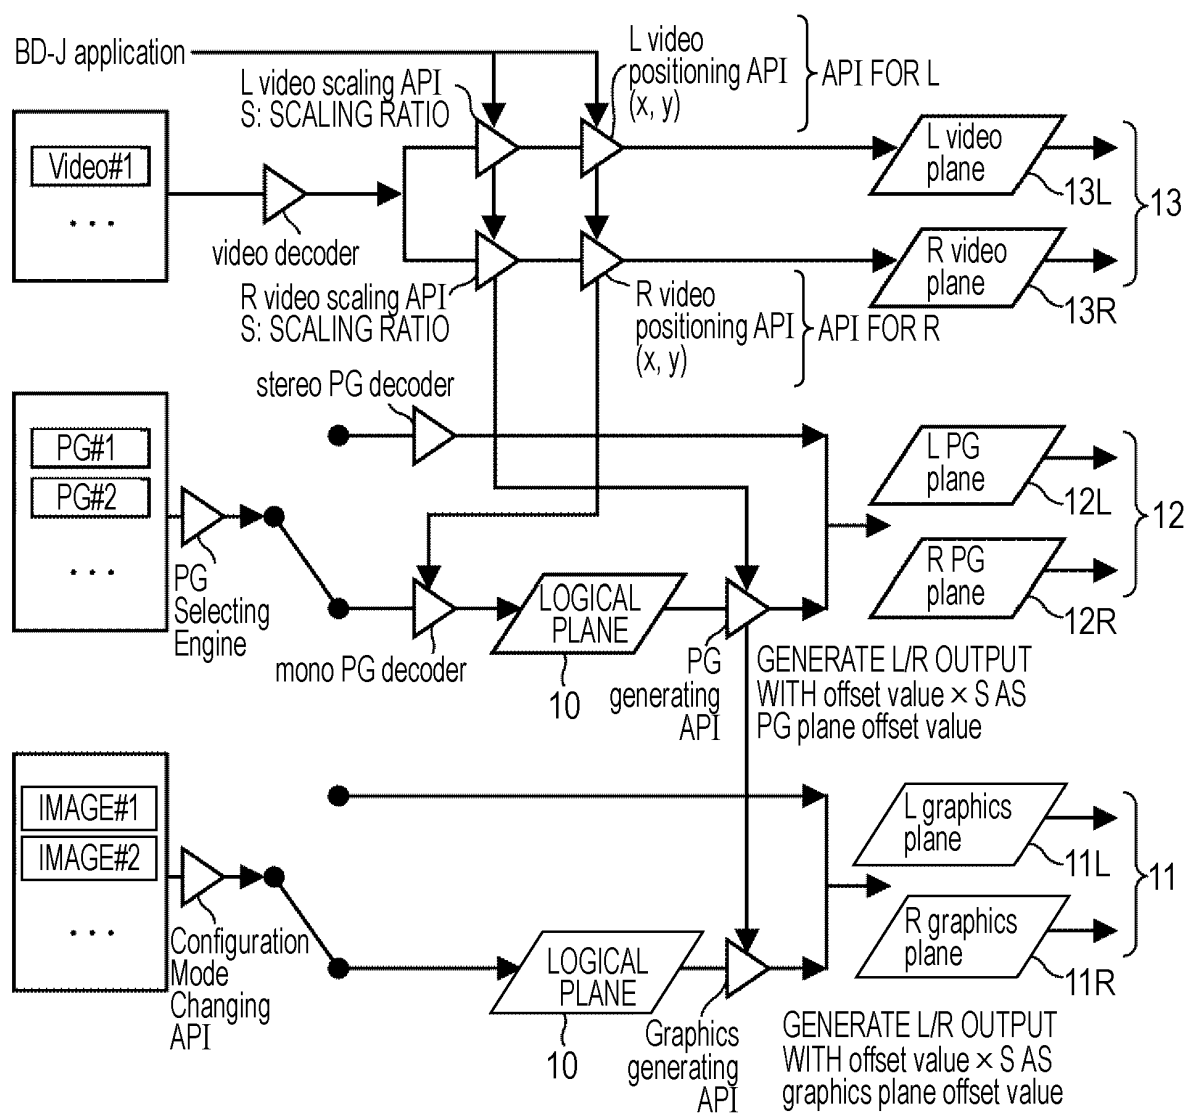 BD-J application
L video scaling API
S: SCALING RATIO
L video
positioning API
(x, y)
API FOR L
Video#1
. . .
video decoder
L video
plane
13L
13
R video
plane
13R
R video scaling API
S: SCALING RATIO
R video
positioning API
(x, y)
API FOR R
stereo PG decoder
PG#1
PG#2
. . .
PG
Selecting
Engine
mono PG decoder
LOGICAL
PLANE
10
PG
generating
API
GENERATE L/R OUTPUT
WITH offset value × S AS
PG plane offset value
L PG
plane
12L
12
R PG
plane
12R
IMAGE#1
IMAGE#2
. . .
Configuration
Mode
Changing
API
LOGICAL
PLANE
10
Graphics
generating
API
L graphics
plane
11L
11
R graphics
plane
11R
GENERATE L/R OUTPUT
WITH offset value × S AS
graphics plane offset value